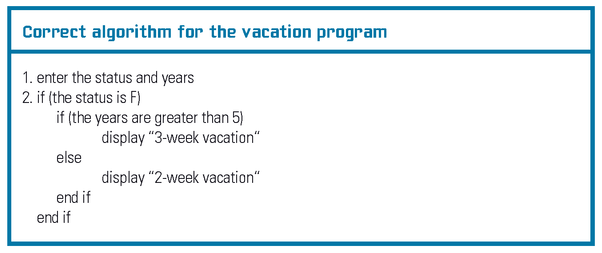 Correct algorithm for the vacation program
1. enter the status and years
2. if (the status is F)
if (the years are greater than 5)
display “3-week vacation“
else
display “2-week vacation“
end if
end if